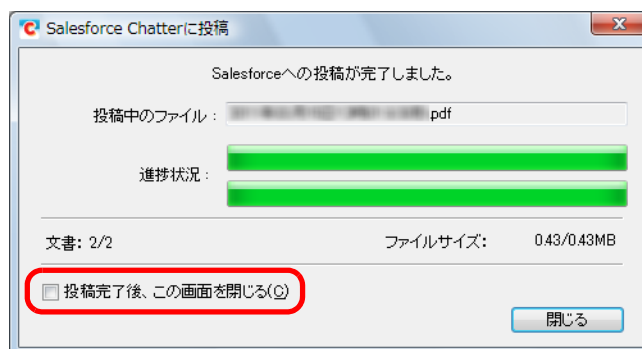 Salesforce Chatterに投稿
Salesforceへの投稿が完了しました。
投稿中のファイル： .pdf
進捗状況：
文書: 2/2 ファイルサイズ: 0.43/0.43MB
投稿完了後、この画面を閉じる(C)
閉じる